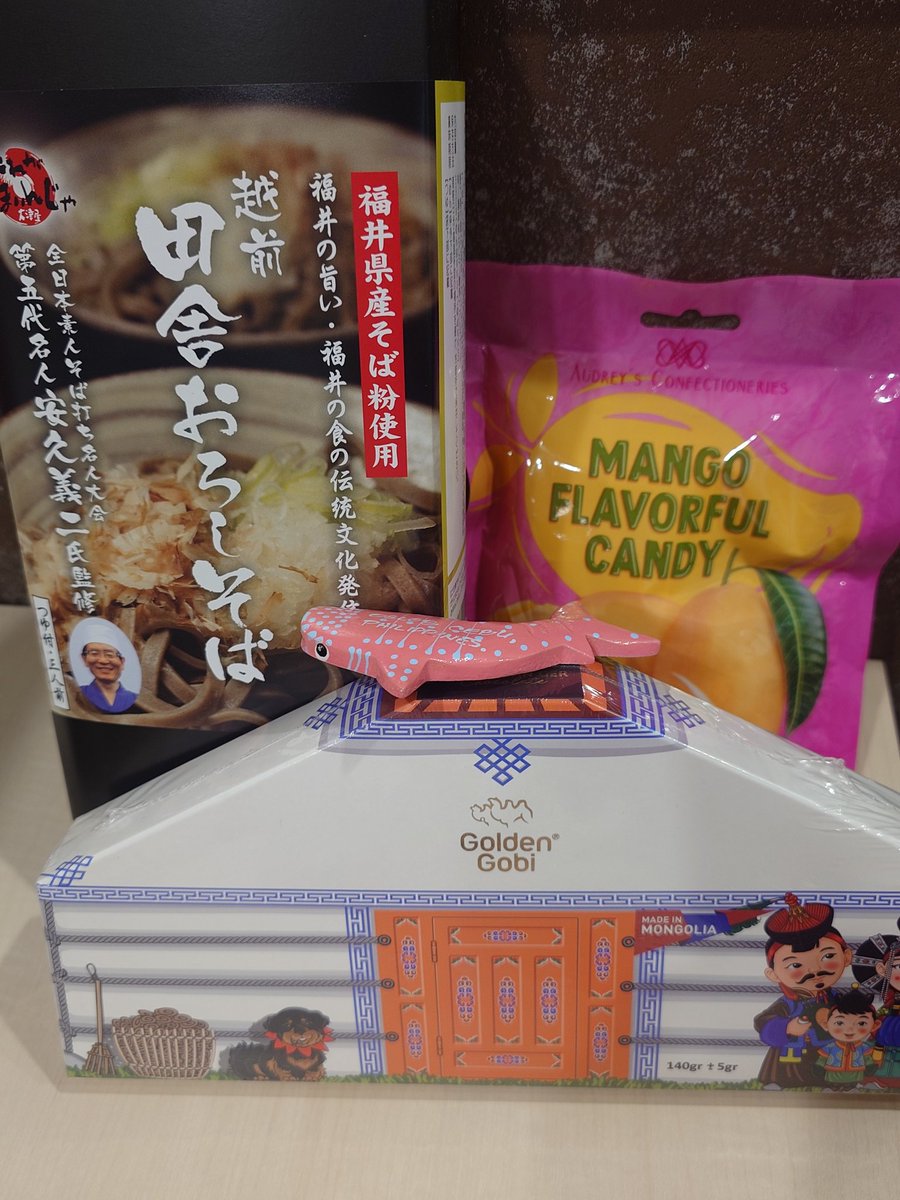 福井県産そば粉使用
福井の旨い・福井の食の伝統文化発信
越前
田舎おろしそば
全日本素人そば打ち名人大会
第五代名人安久義二氏監修
つゆ付・三人前
AUDREY'S CONFECTIONERIES
MANGO
FLAVORFUL
CANDY
CEBU,
PHILIPPINES
Golden®
Gobi
MADE IN
MONGOLIA
140gr ± 5gr